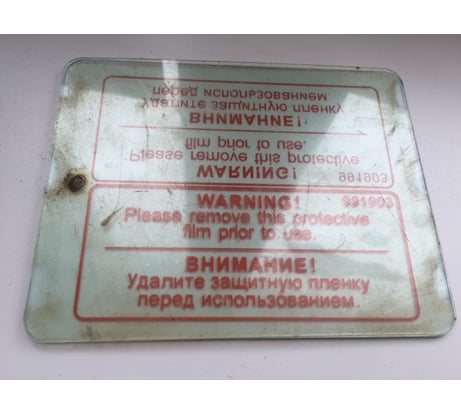 перед использованием.
Удалите защитную пленку
ВНИМАНИЕ!
film prior to use.
Please remove this protective
WARNING! 991903
WARNING! 991903
Please remove this protective
film prior to use.
ВНИМАНИЕ!
Удалите защитную пленку
перед использованием.